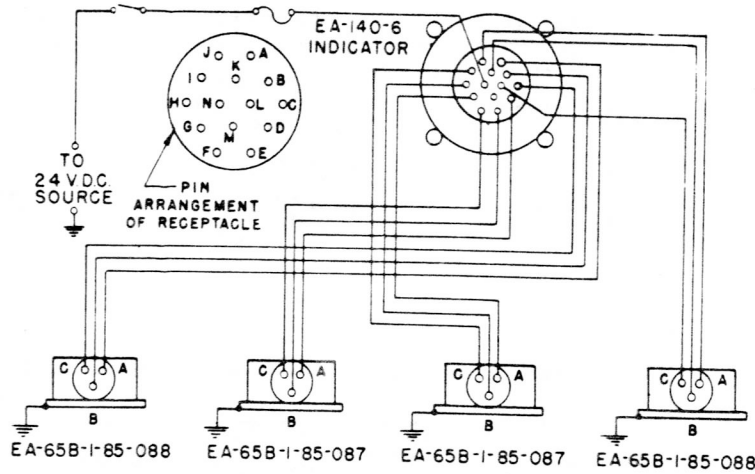 EA-140-6
INDICATOR
J
A
K
I
B
H
N
L
C
G
M
D
F
E
TO
24 V.D.C.
SOURCE
PIN
ARRANGEMENT
OF RECEPTACLE
C
A
B
EA-65B-1-85-088
C
A
B
EA-65B-1-85-087
C
A
B
EA-65B-1-85-087
C
A
B
EA-65B-1-85-088